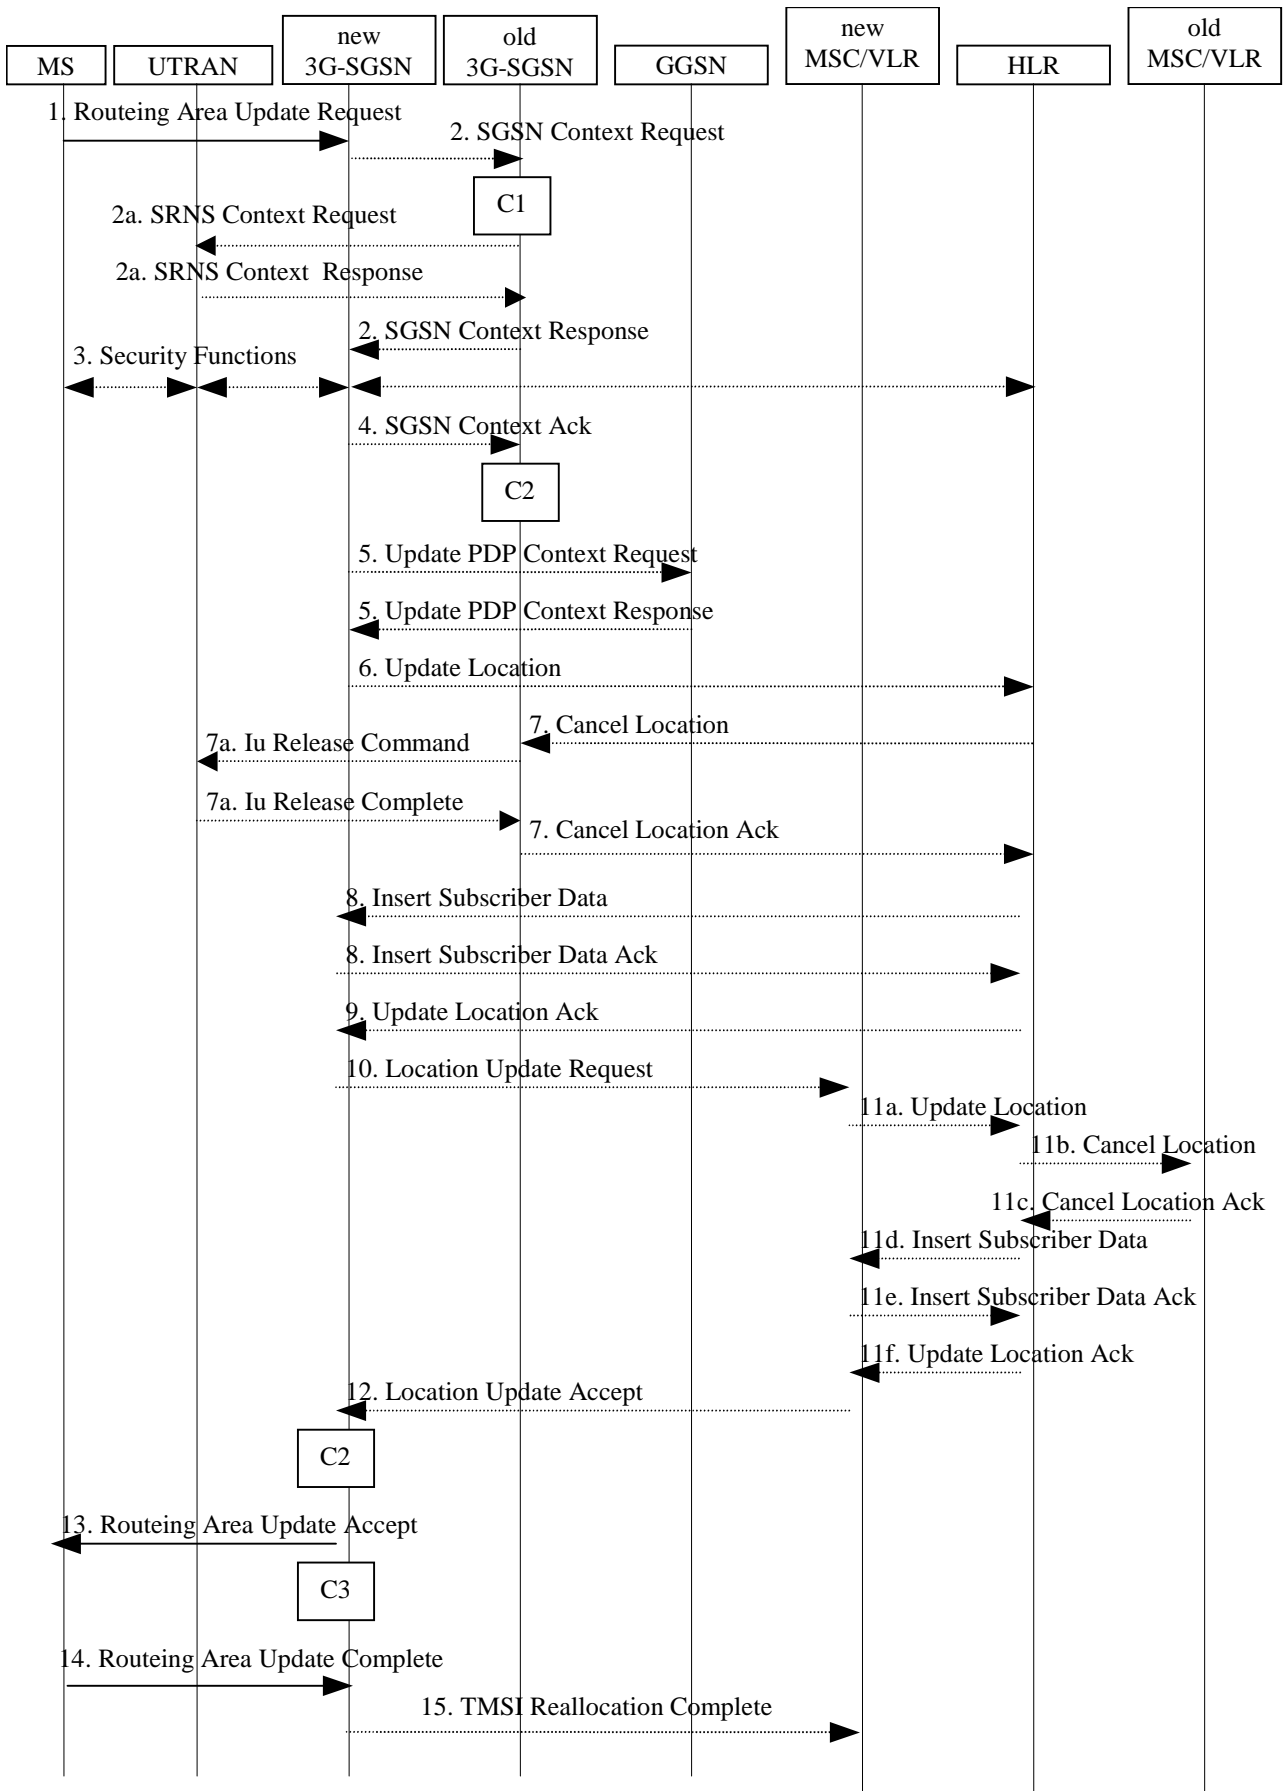 MS
UTRAN
new
3G-SGSN
old
3G-SGSN
GGSN
new
MSC/VLR
HLR
old
MSC/VLR
1. Routeing Area Update Request
2. SGSN Context Request
C1
2a. SRNS Context Request
2a. SRNS Context Response
2. SGSN Context Response
3. Security Functions
4. SGSN Context Ack
C2
5. Update PDP Context Request
5. Update PDP Context Response
6. Update Location
7. Cancel Location
7a. Iu Release Command
7a. Iu Release Complete
7. Cancel Location Ack
8. Insert Subscriber Data
8. Insert Subscriber Data Ack
9. Update Location Ack
10. Location Update Request
11a. Update Location
11b. Cancel Location
11c. Cancel Location Ack
11d. Insert Subscriber Data
11e. Insert Subscriber Data Ack
11f. Update Location Ack
12. Location Update Accept
C2
13. Routeing Area Update Accept
C3
14. Routeing Area Update Complete
15. TMSI Reallocation Complete